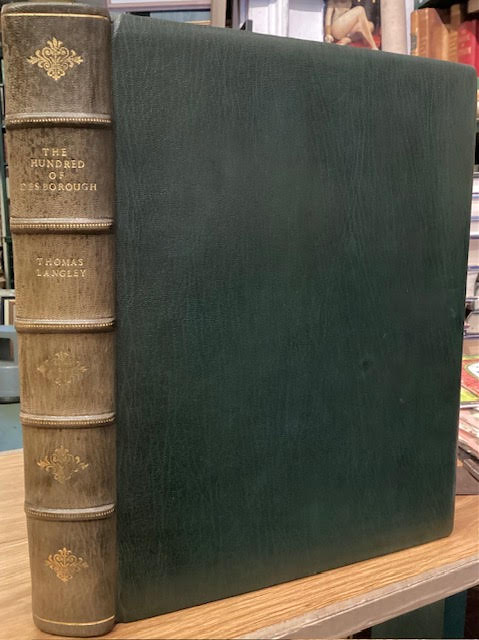 THE
HUNDRED
OF
DESBOROUGH
THOMAS
LANGLEY